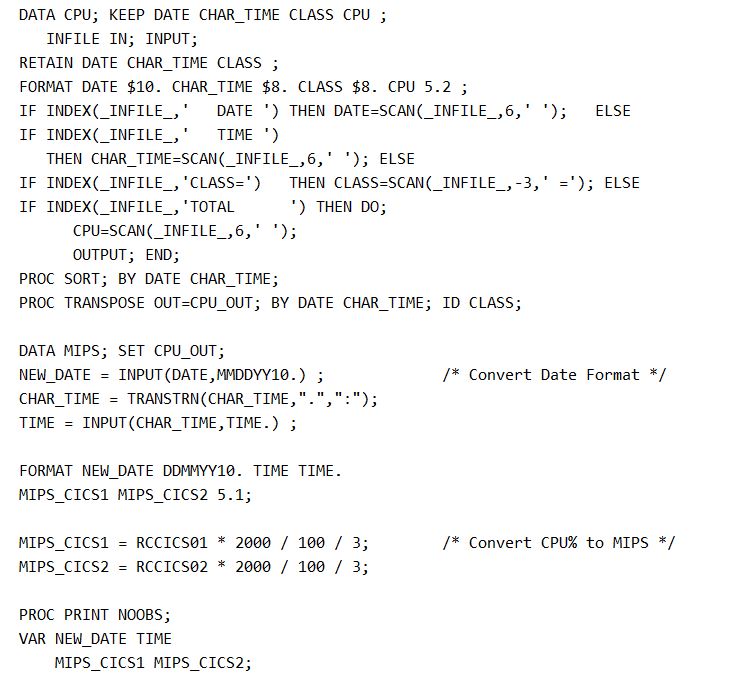 DATA CPU; KEEP DATE CHAR_TIME CLASS CPU ;
   INFILE IN; INPUT;
RETAIN DATE CHAR_TIME CLASS ;
FORMAT DATE $10. CHAR_TIME $8. CLASS $8. CPU 5.2 ;
IF INDEX(_INFILE_,'   DATE ') THEN DATE=SCAN(_INFILE_,6,' ');   ELSE
IF INDEX(_INFILE_,'   TIME ')
   THEN CHAR_TIME=SCAN(_INFILE_,6,' '); ELSE
IF INDEX(_INFILE_,'CLASS=')   THEN CLASS=SCAN(_INFILE_,-3,' ='); ELSE
IF INDEX(_INFILE_,'TOTAL      ') THEN DO;
      CPU=SCAN(_INFILE_,6,' ');
      OUTPUT; END;
PROC SORT; BY DATE CHAR_TIME;
PROC TRANSPOSE OUT=CPU_OUT; BY DATE CHAR_TIME; ID CLASS;

DATA MIPS; SET CPU_OUT;
NEW_DATE = INPUT(DATE,MMDDYY10.) ;             /* Convert Date Format */
CHAR_TIME = TRANSTRN(CHAR_TIME,".",":");
TIME = INPUT(CHAR_TIME,TIME.) ;

FORMAT NEW_DATE DDMMYY10. TIME TIME.
MIPS_CICS1 MIPS_CICS2 5.1;

MIPS_CICS1 = RCCICS01 * 2000 / 100 / 3;        /* Convert CPU% to MIPS */
MIPS_CICS2 = RCCICS02 * 2000 / 100 / 3;

PROC PRINT NOOBS;
VAR NEW_DATE TIME
    MIPS_CICS1 MIPS_CICS2;